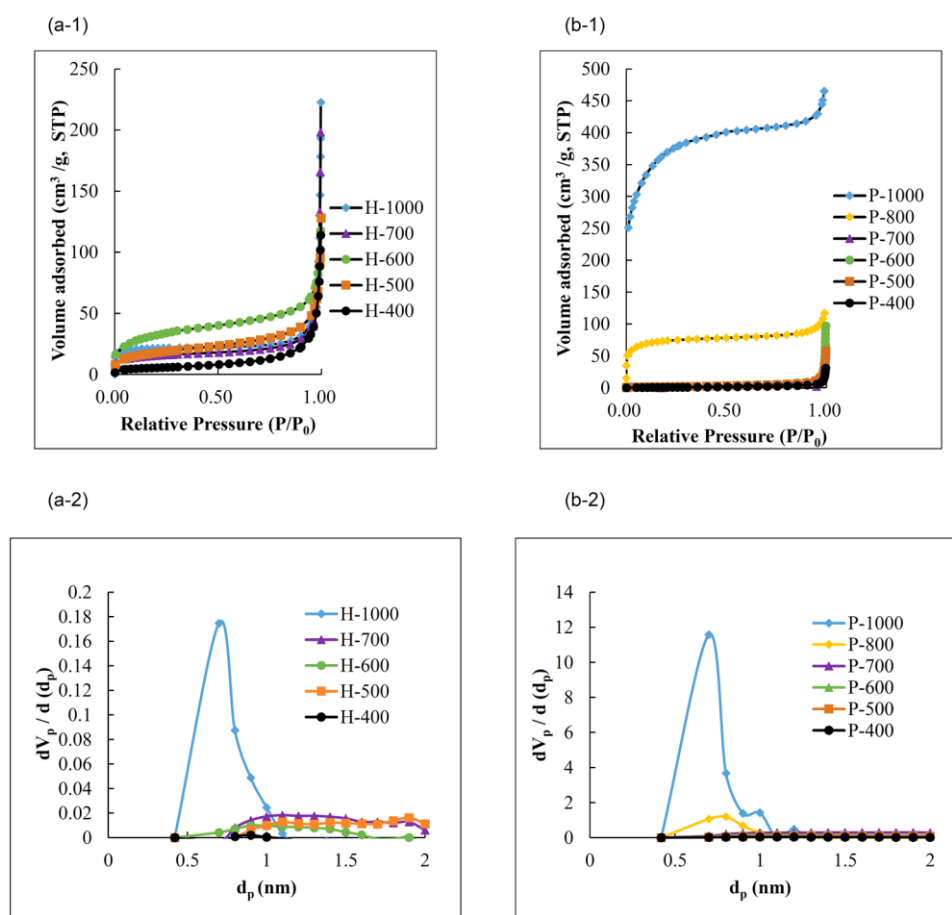 (a-1)
250
200
150
100
50
0
0.00
0.50
1.00
Volume adsorbed (cm³ /g, STP)
Relative Pressure (P/P₀)
H-1000
H-700
H-600
H-500
H-400
(b-1)
500
450
400
350
300
250
200
150
100
50
0
0.00
0.50
1.00
Volume adsorbed (cm³ /g, STP)
Relative Pressure (P/P₀)
P-1000
P-800
P-700
P-600
P-500
P-400
(a-2)
0.2
0.18
0.16
0.14
0.12
0.1
0.08
0.06
0.04
0.02
0
0
0.5
1
1.5
2
dVₚ / d (dₚ)
dₚ (nm)
H-1000
H-700
H-600
H-500
H-400
(b-2)
14
12
10
8
6
4
2
0
0
0.5
1
1.5
2
dVₚ / d (dₚ)
dₚ (nm)
P-1000
P-800
P-700
P-600
P-500
P-400